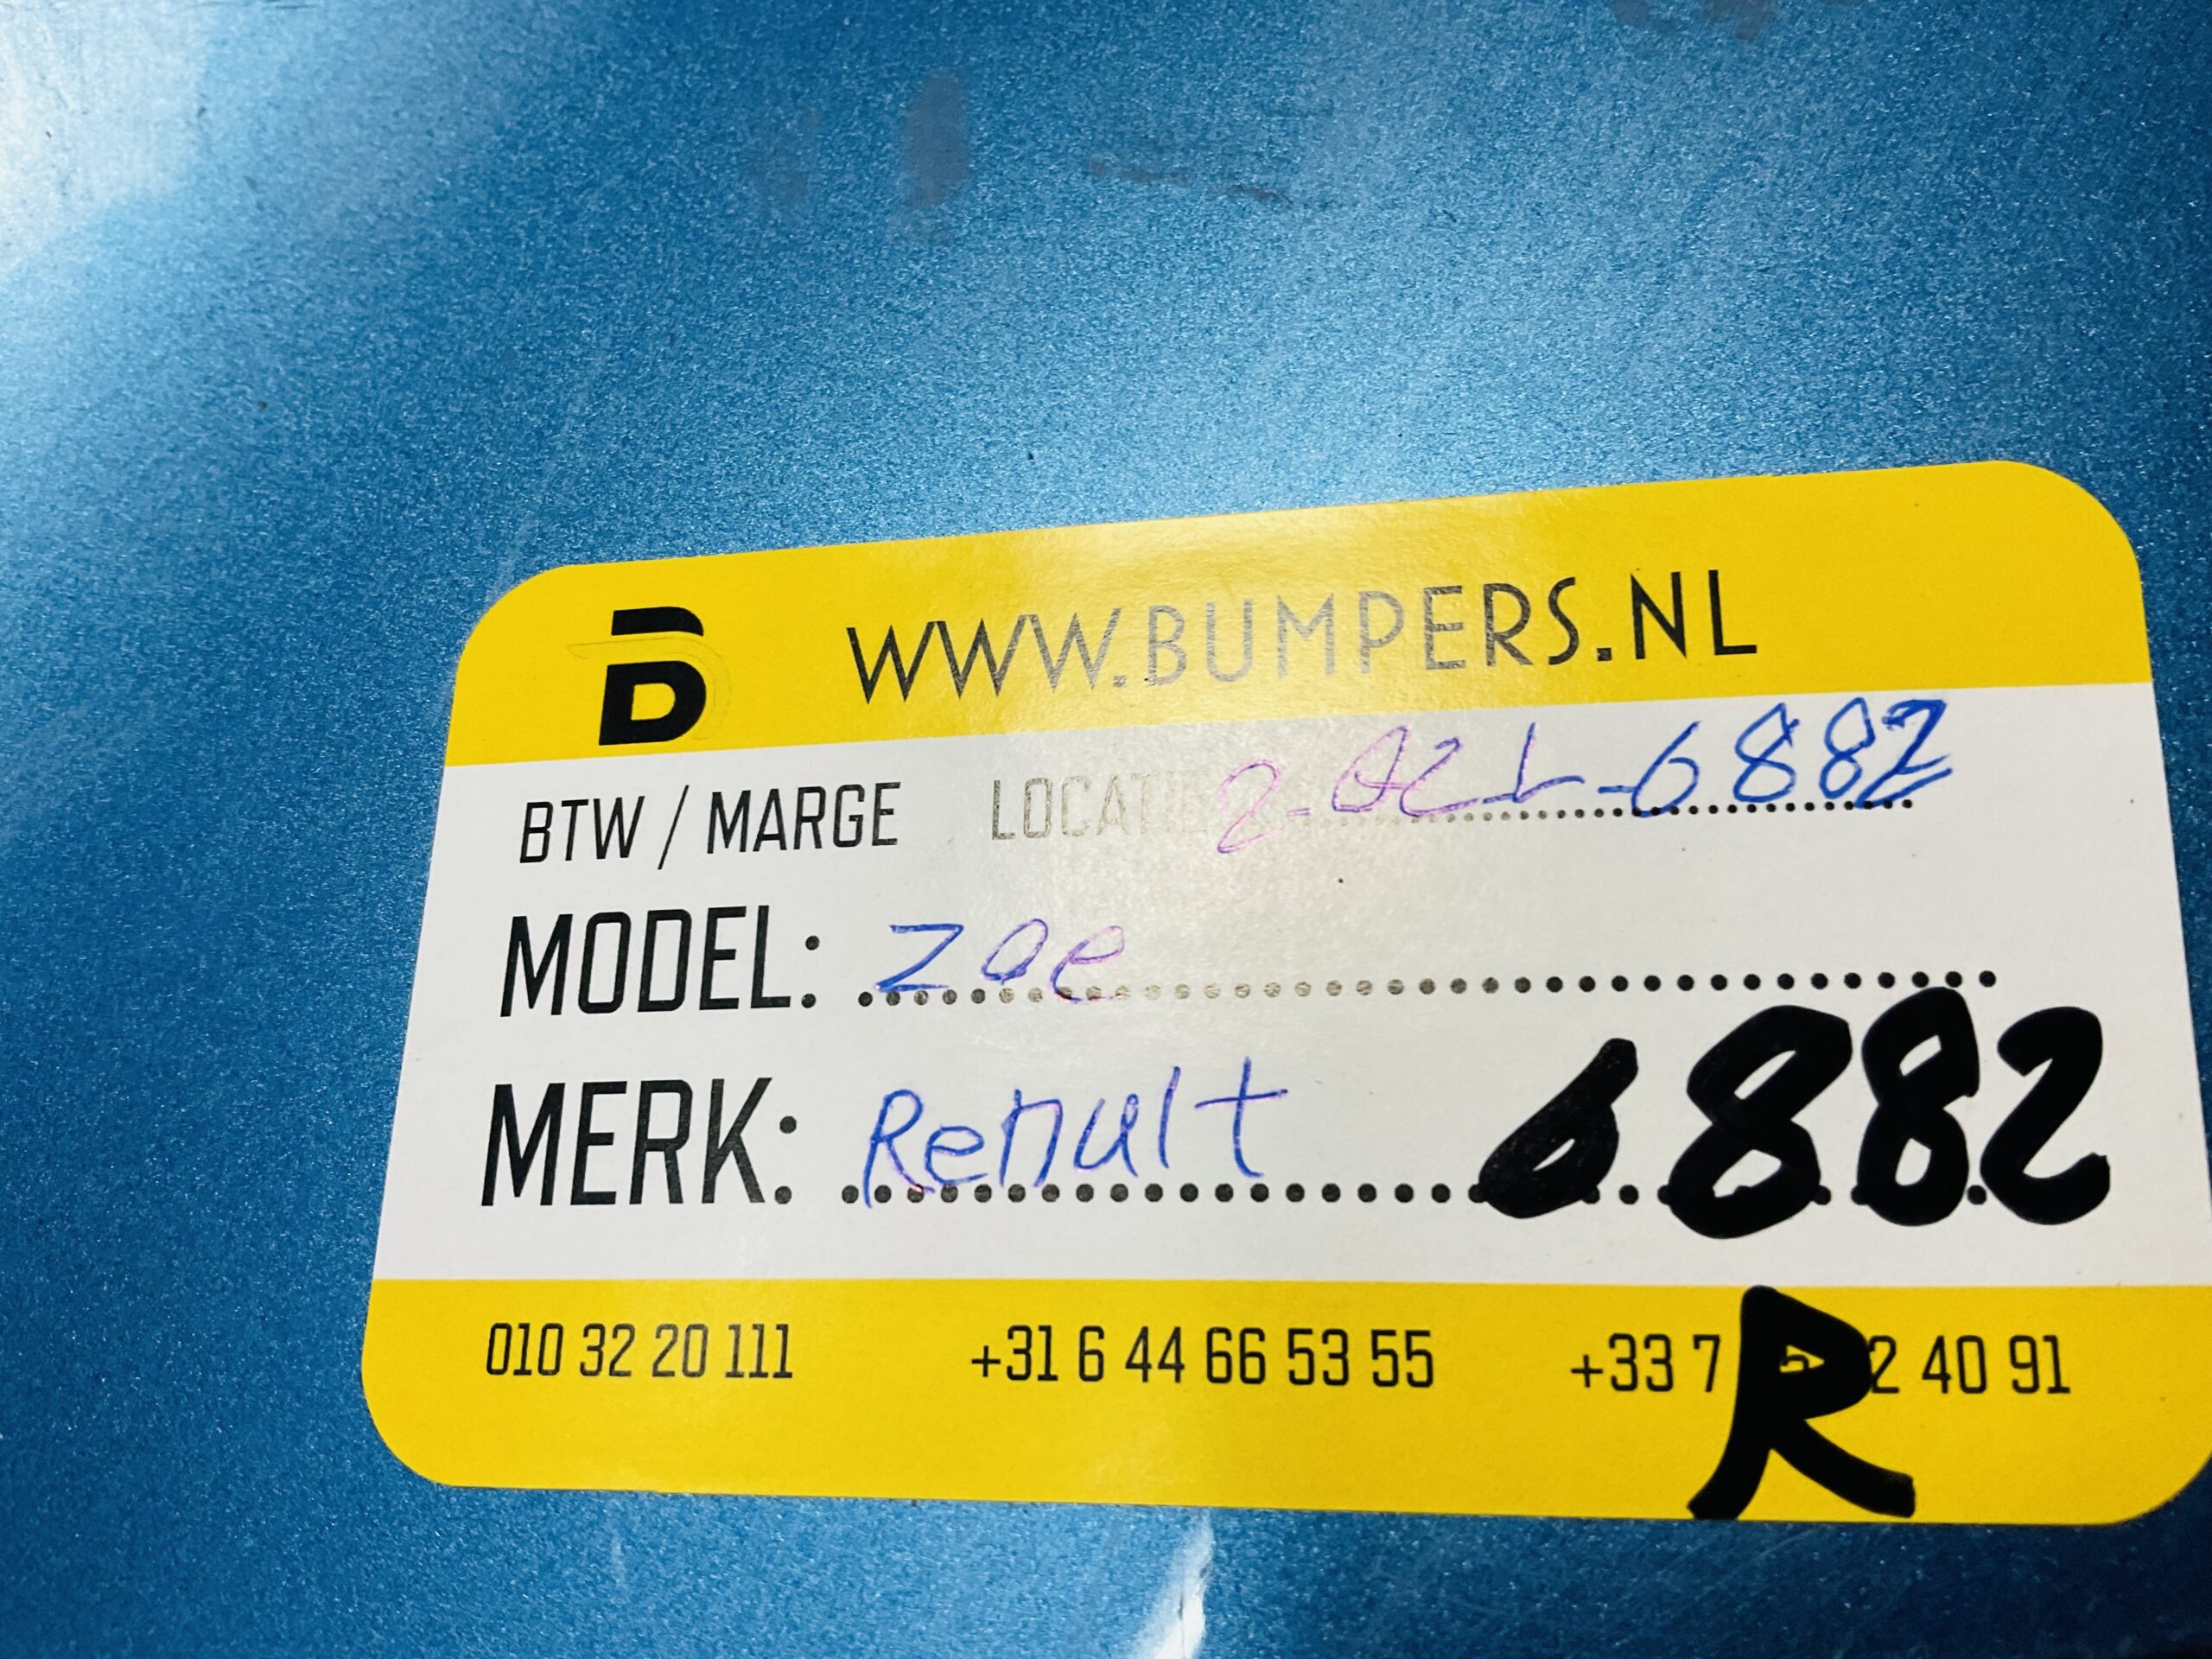 B WWW.BUMPERS.NL
BTW / MARGE LOCATIE 2-A2L-6882
MODEL: Zoe
MERK: Renult 6882
010 32 20 111 +31 6 44 66 53 55 +33 7 2 40 91
R